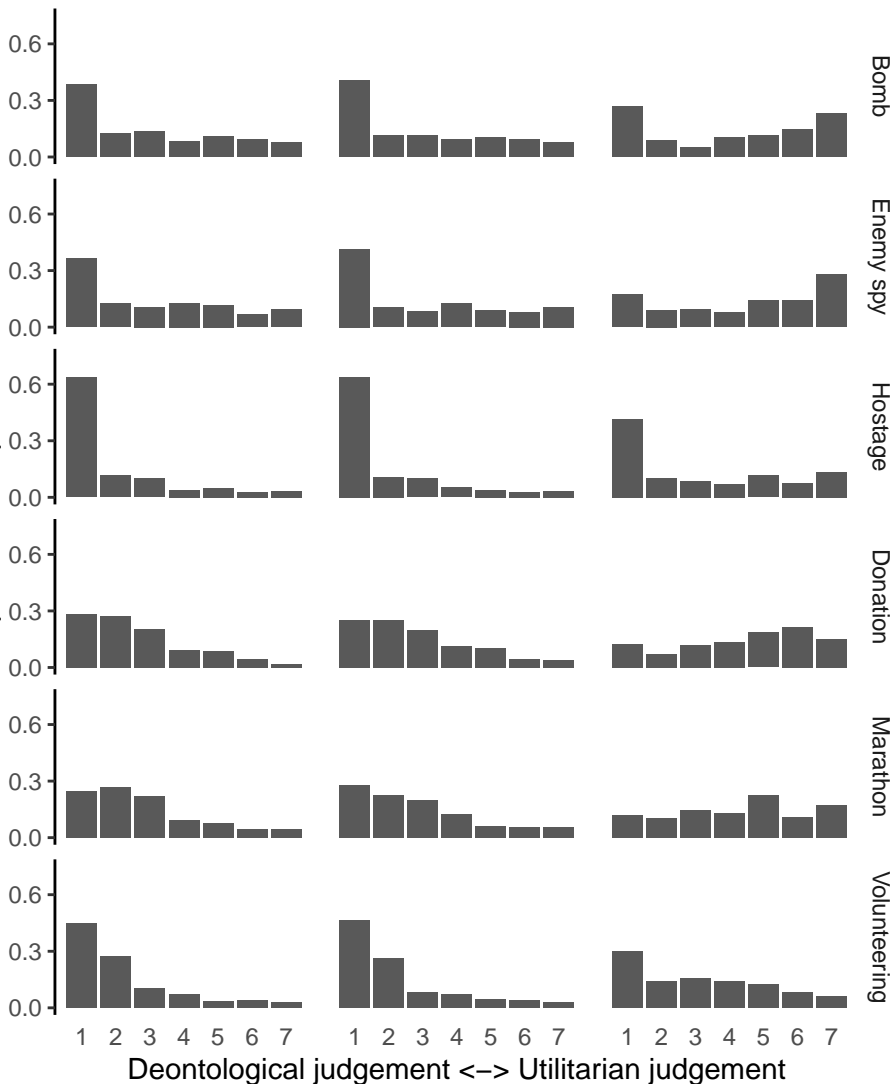 0.6
0.3
0.0
Bomb
0.6
0.3
0.0
Enemy spy
0.6
0.3
0.0
Hostage
0.6
0.3
0.0
Donation
0.6
0.3
0.0
Marathon
0.6
0.3
0.0
Volunteering
1 2 3 4 5 6 7 1 2 3 4 5 6 7 1 2 3 4 5 6 7
Deontological judgement <-> Utilitarian judgement